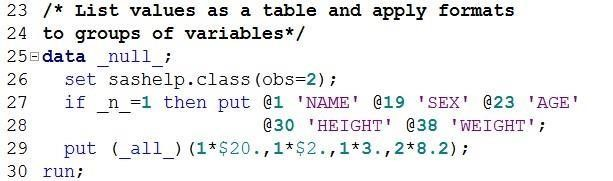 23 /* List values as a table and apply formats
24 to groups of variables*/
25 data _null_;
26 set sashelp.class(obs=2);
27 if _n_=1 then put @1 'NAME' @19 'SEX' @23 'AGE'
28 @30 'HEIGHT' @38 'WEIGHT';
29 put (_all_)(1*$20.,1*$2.,1*3.,2*8.2);
30 run;